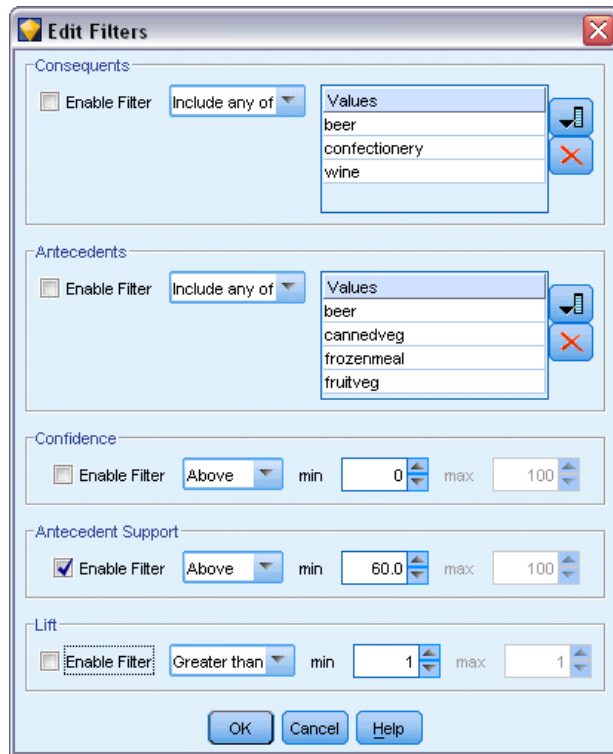 Edit Filters
Consequents
Enable Filter Include any of Values
beer
confectionery
wine
Antecedents
Enable Filter Include any of Values
beer
cannedveg
frozenmeal
fruitveg
Confidence
Enable Filter Above min 0 max 100
Antecedent Support
Enable Filter Above min 60.0 max 100
Lift
Enable Filter Greater than min 1 max 1
OK Cancel Help